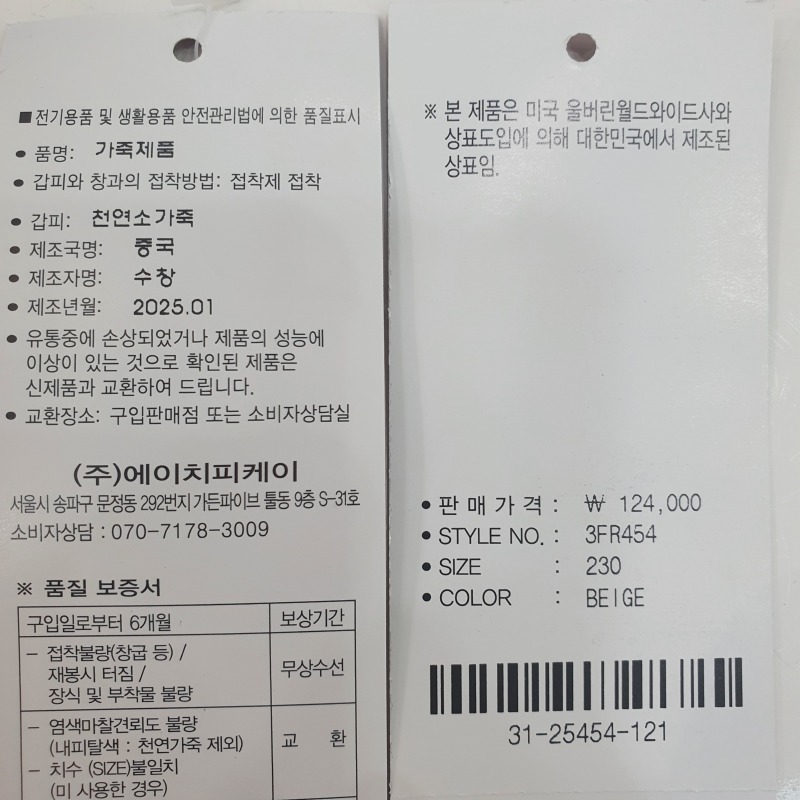 ■ 전기용품 및 생활용품 안전관리법에 의한 품질표시
● 품명: 가죽제품
● 갑피와 창과의 접착방법: 접착제 접착
● 갑피: 천연소가죽
● 제조국명: 중국
● 제조자명: 수창
● 제조년월: 2025.01
● 유통중에 손상되었거나 제품의 성능에
이상이 있는 것으로 확인된 제품은
신제품과 교환하여 드립니다.
● 교환장소: 구입판매점 또는 소비자상담실
(주)에이치피케이
서울시 송파구 문정동 292번지 가든파이브 툴동 9층 S-31호
소비자상담 : 070-7178-3009
※ 품질 보증서
구입일로부터 6개월 보상기간
- 접착불량(창굽 등) /
재봉시 터짐 /
장식 및 부착물 불량
무상수선
- 염색마찰견뢰도 불량
(내피탈색 : 천연가죽 제외)
- 치수 (SIZE)불일치
(미 사용한 경우)
교 환
※ 본 제품은 미국 울버린월드와이드사와
상표도입에 의해 대한민국에서 제조된
상표임.
● 판매가격 : ₩ 124,000
● STYLE NO. : 3FR454
● SIZE : 230
● COLOR : BEIGE
31-25454-121